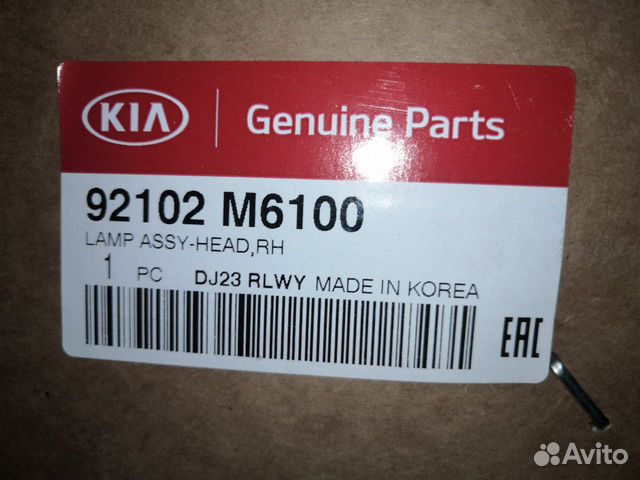 KIA Genuine Parts
92102 M6100
LAMP ASSY-HEAD,RH
1 PC DJ23 RLWY MADE IN KOREA
EAC
Avito